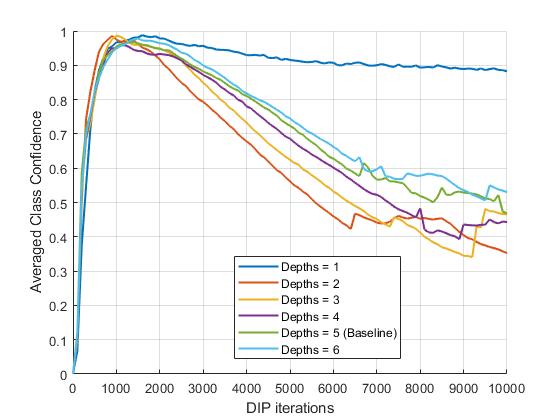 1
0.9
0.8
0.7
0.6
0.5
0.4
0.3
0.2
0.1
0
Averaged Class Confidence
Depths = 1
Depths = 2
Depths = 3
Depths = 4
Depths = 5 (Baseline)
Depths = 6
0 1000 2000 3000 4000 5000 6000 7000 8000 9000 10000
DIP iterations